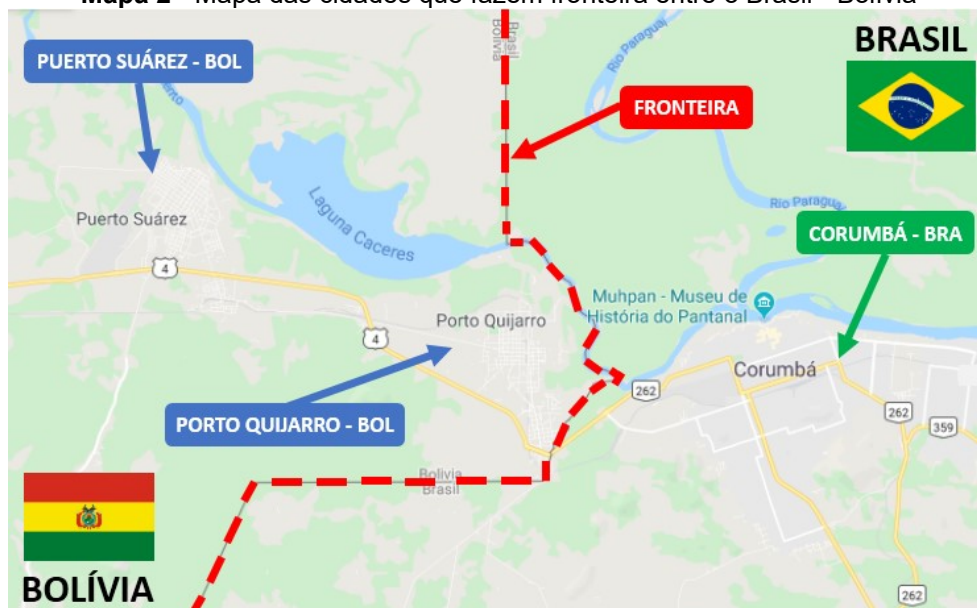 Mapa 2 - Mapa das cidades que fazem fronteira entre o Brasil - Bolívia
BRASIL
PUERTO SUÁREZ - BOL
Brasil
Bolivia
Rio Paraguai
FRONTEIRA
Laguna Caceres
Puerto Suárez
Rio Paraguai
CORUMBÁ - BRA
4
Muhpan - Museu de
História do Pantanal
Porto Quijarro
4
Corumbá
262
PORTO QUIJARRO - BOL
262
359
Bolivia
Brasil
BOLÍVIA
262